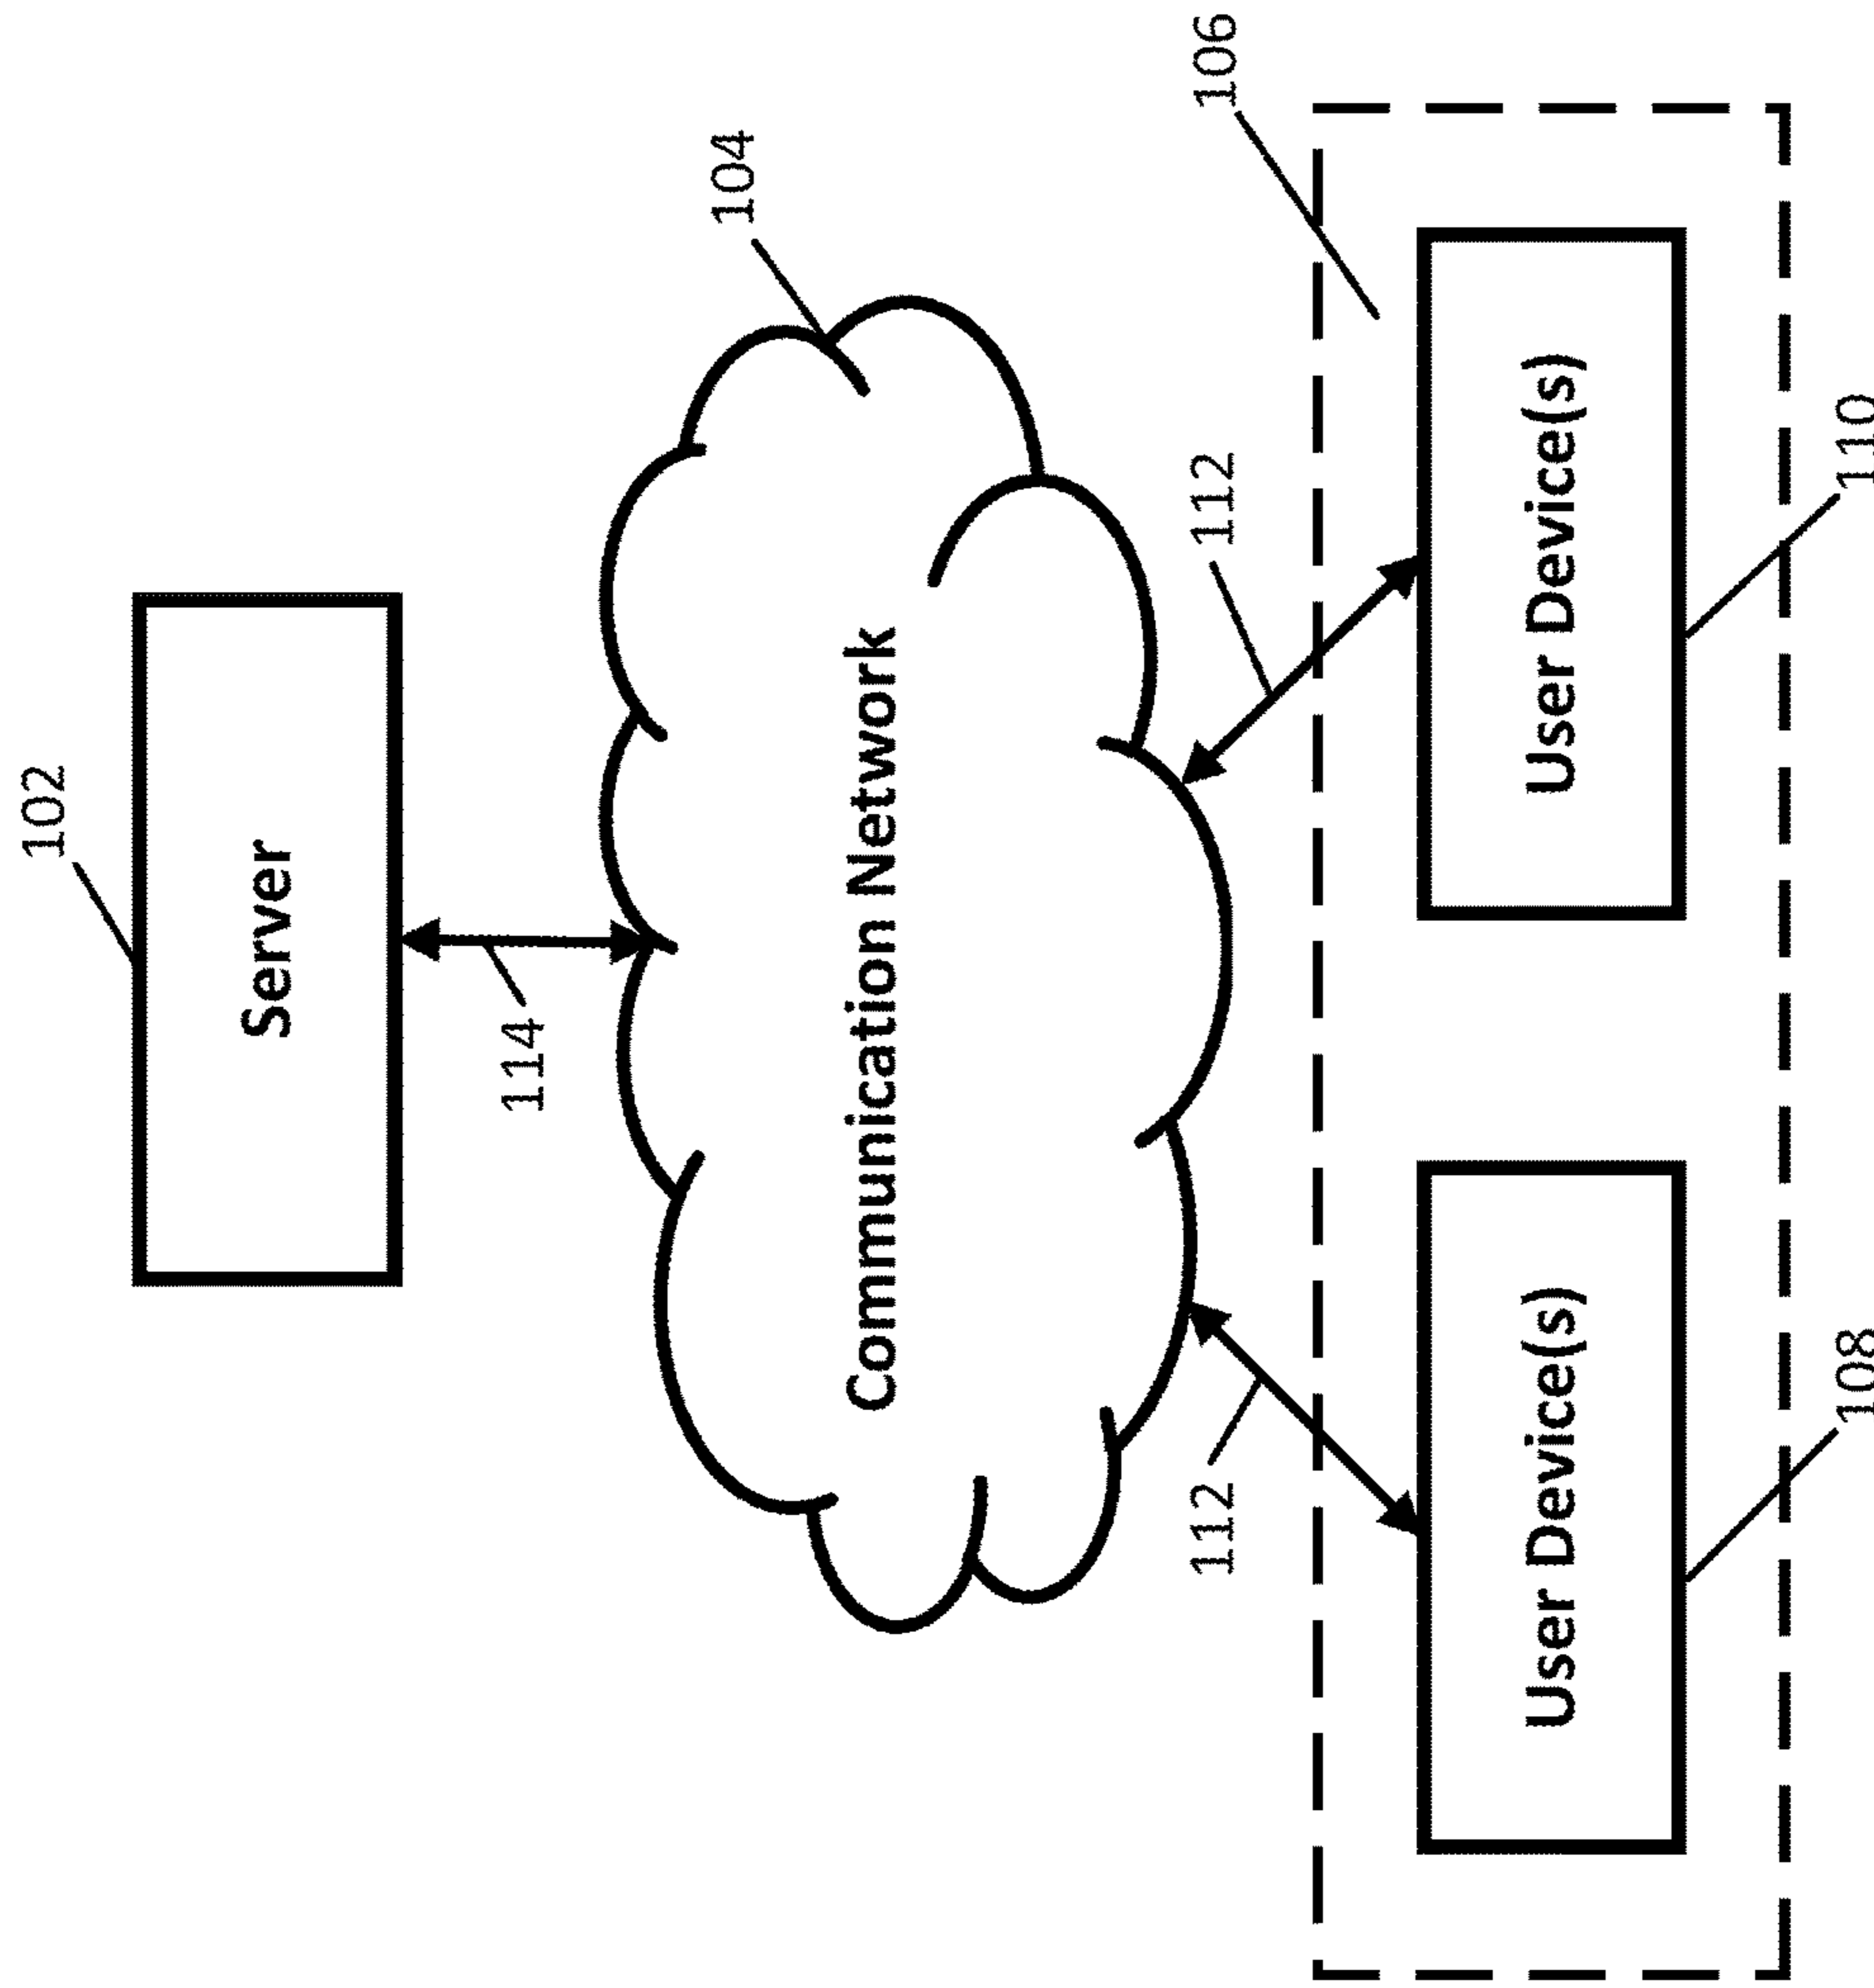 102
Server
114
104
Communication Network
112
112
106
User Device(s)
User Device(s)
108
110